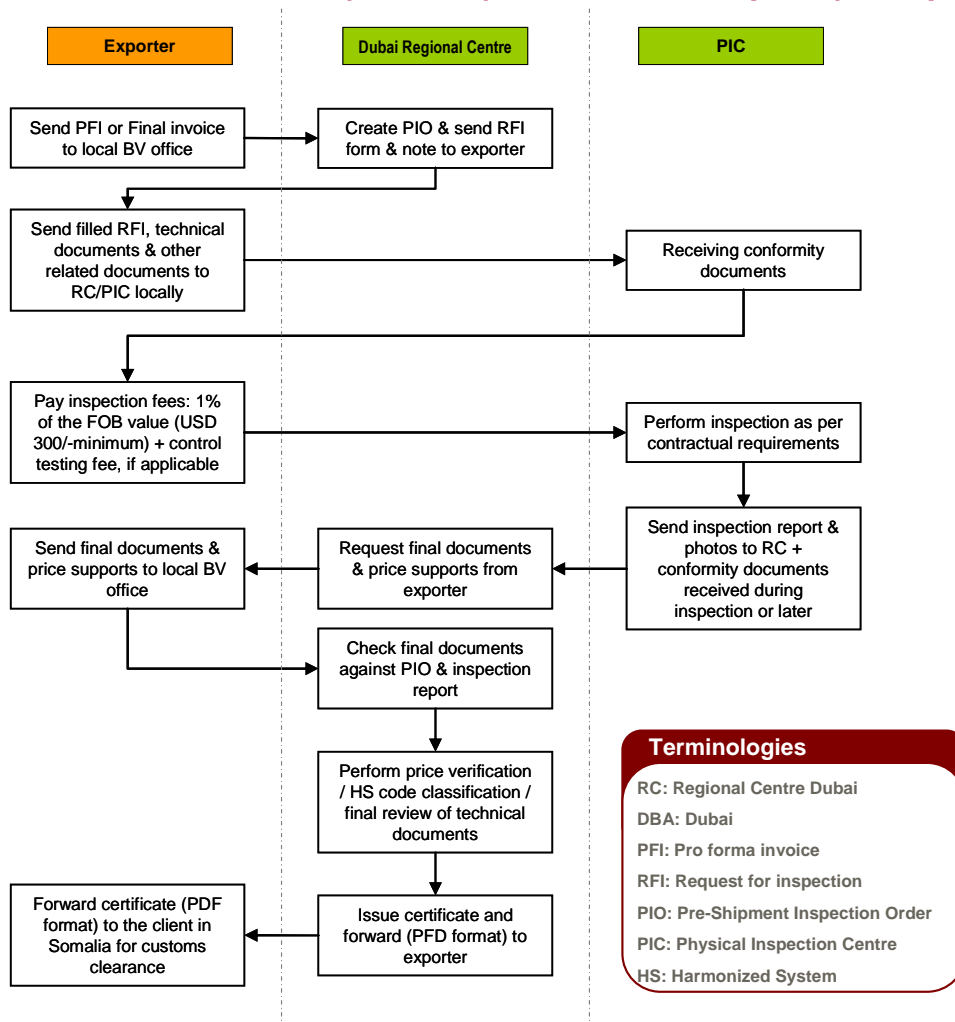 Exporter
Dubai Regional Centre
PIC
Send PFI or Final invoice
to local BV office
Create PIO & send RFI
form & note to exporter
Send filled RFI, technical
documents & other
related documents to
RC/PIC locally
Receiving conformity
documents
Pay inspection fees: 1%
of the FOB value (USD
300/-minimum) + control
testing fee, if applicable
Perform inspection as per
contractual requirements
Send final documents &
price supports to local BV
office
Request final documents
& price supports from
exporter
Send inspection report &
photos to RC +
conformity documents
received during
inspection or later
Check final documents
against PIO & inspection
report
Perform price verification
/ HS code classification /
final review of technical
documents
Forward certificate (PDF
format) to the client in
Somalia for customs
clearance
Issue certificate and
forward (PFD format) to
exporter
Terminologies
RC: Regional Centre Dubai
DBA: Dubai
PFI: Pro forma invoice
RFI: Request for inspection
PIO: Pre-Shipment Inspection Order
PIC: Physical Inspection Centre
HS: Harmonized System